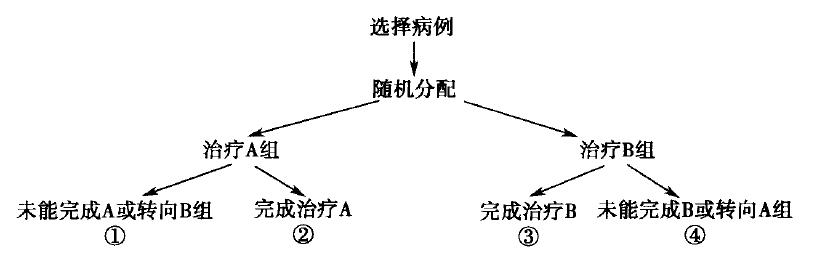 选择病例
随机分配
治疗A组
治疗B组
未能完成A或转向B组
完成治疗A
完成治疗B
未能完成B或转向A组
①
②
③
④